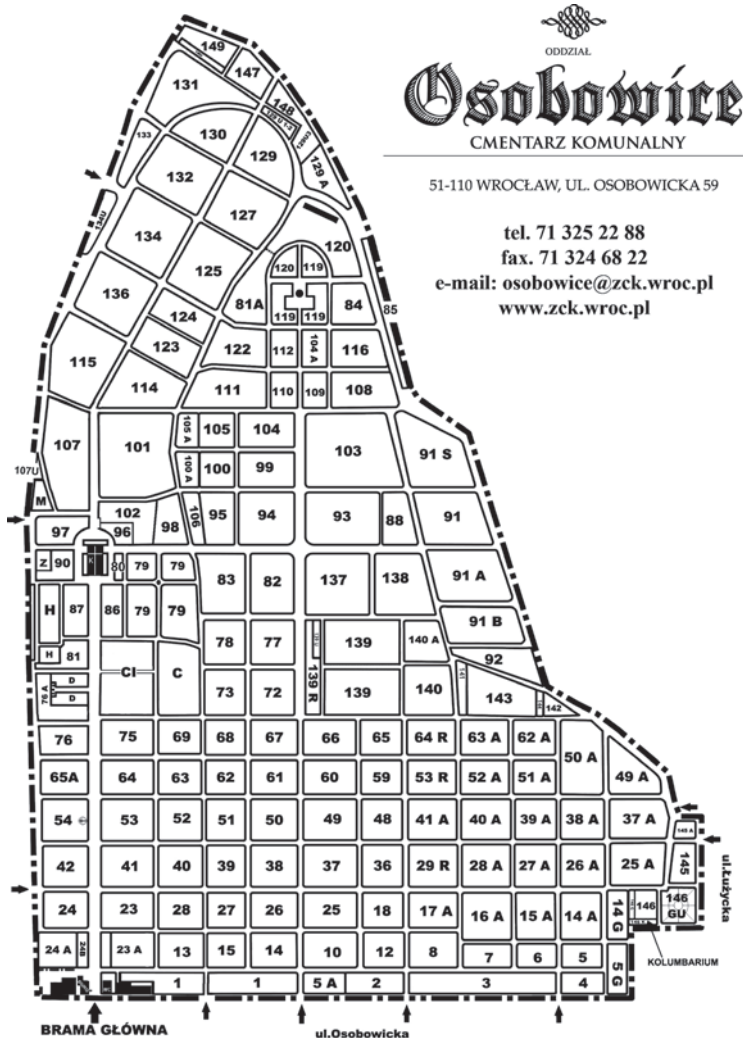 ODDZIAŁ
Osobowice
CMENTARZ KOMUNALNY
51-110 WROCŁAW, UL. OSOBOWICKA 59
tel. 71 325 22 88
fax. 71 324 68 22
e-mail: osobowice@zck.wroc.pl
www.zck.wroc.pl
149
147
131
148
133
130
129
129 A
132
127
134U
134
120
125
120 119
136
81A
84
85
124
119 119
123
122
112
104 A
116
115
114
111
110
109
108
107
101
105 A
105
104
103
91 S
107U
100 A
100
99
M
102
106
95
94
93
88
91
97
96
98
Z
90
80
79
79
83
82
137
138
91 A
H
87
86
79
79
91 B
78
77
139
140 A
H
81
CI
C
92
76 A
D
D
73
72
139 R
139
140
141
143
142
76
75
69
68
67
66
65
64 R
63 A
62 A
50 A
49 A
65A
64
63
62
61
60
59
53 R
52 A
51 A
54
53
52
51
50
49
48
41 A
40 A
39 A
38 A
37 A
145 A
42
41
40
39
38
37
36
29 R
28 A
27 A
26 A
25 A
145
ul.Łużycka
24
23
28
27
26
25
18
17 A
16 A
15 A
14 A
14 G
146
146 GU
24 A
24B
23 A
13
15
14
10
12
8
7
6
5
KOLUMBARIUM
1
1
5 A
2
3
4
5 G
BRAMA GŁÓWNA
ul.Osobowicka